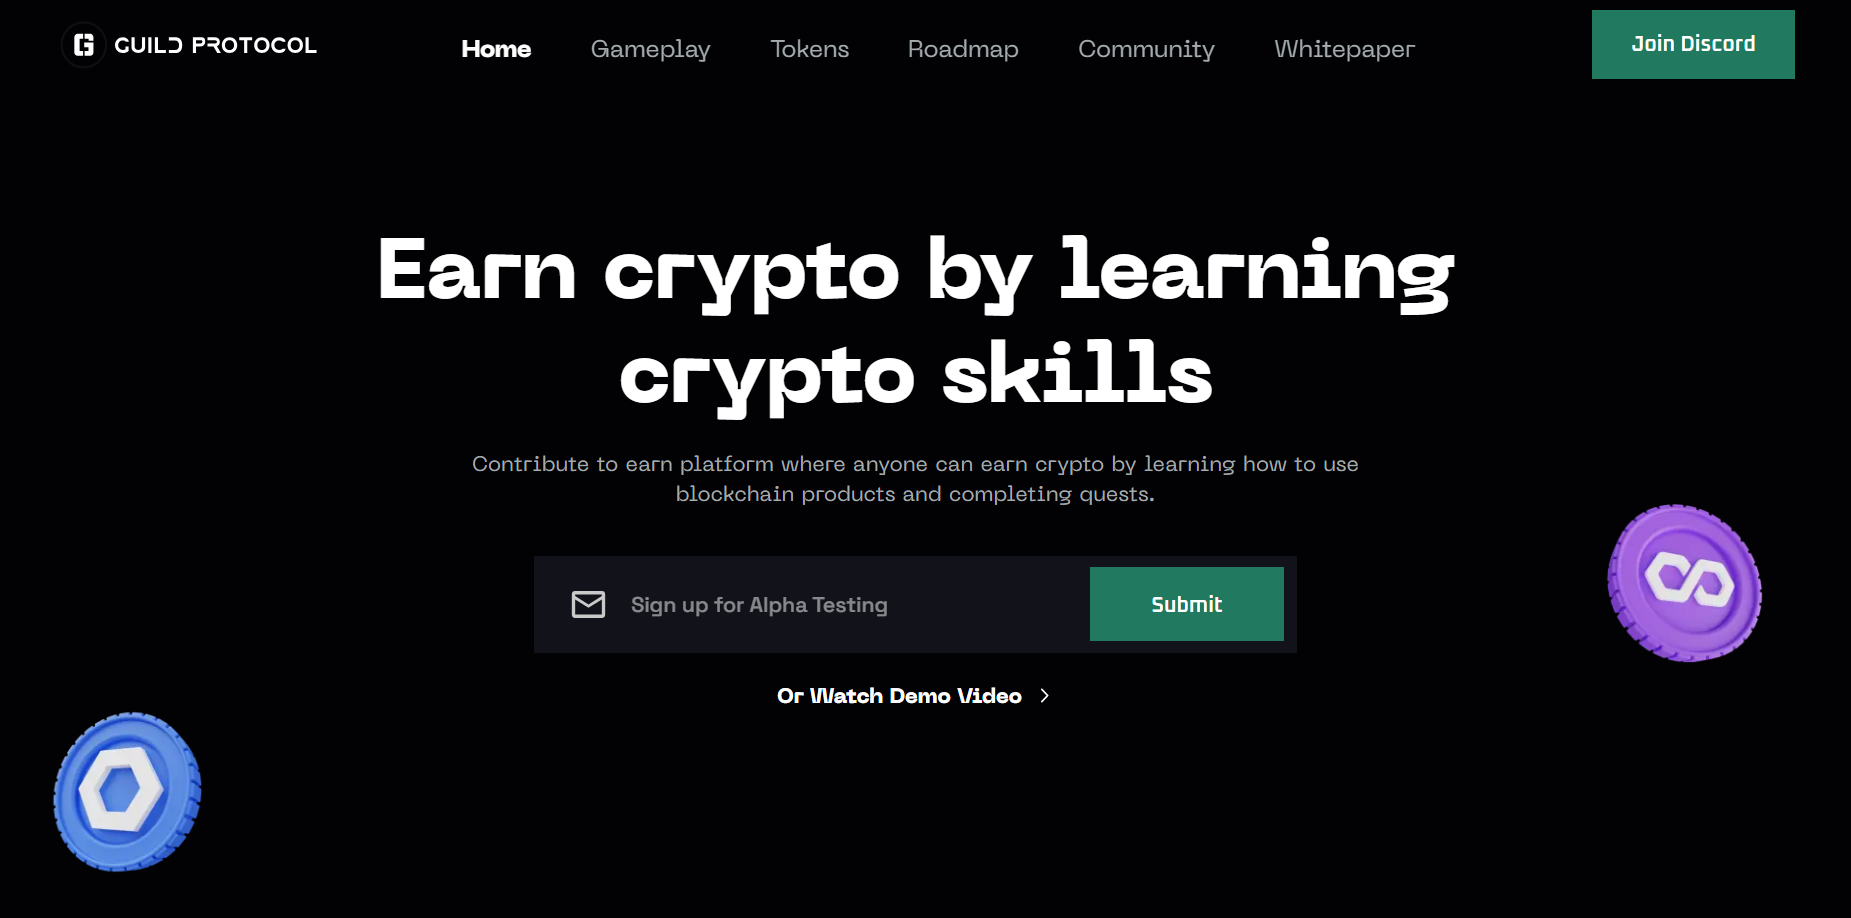 GUILD PROTOCOL
Home Gameplay Tokens Roadmap Community Whitepaper
Join Discord
Earn crypto by learning
crypto skills
Contribute to earn platform where anyone can earn crypto by learning how to use
blockchain products and completing quests.
Sign up for Alpha Testing
Submit
Or Watch Demo Video